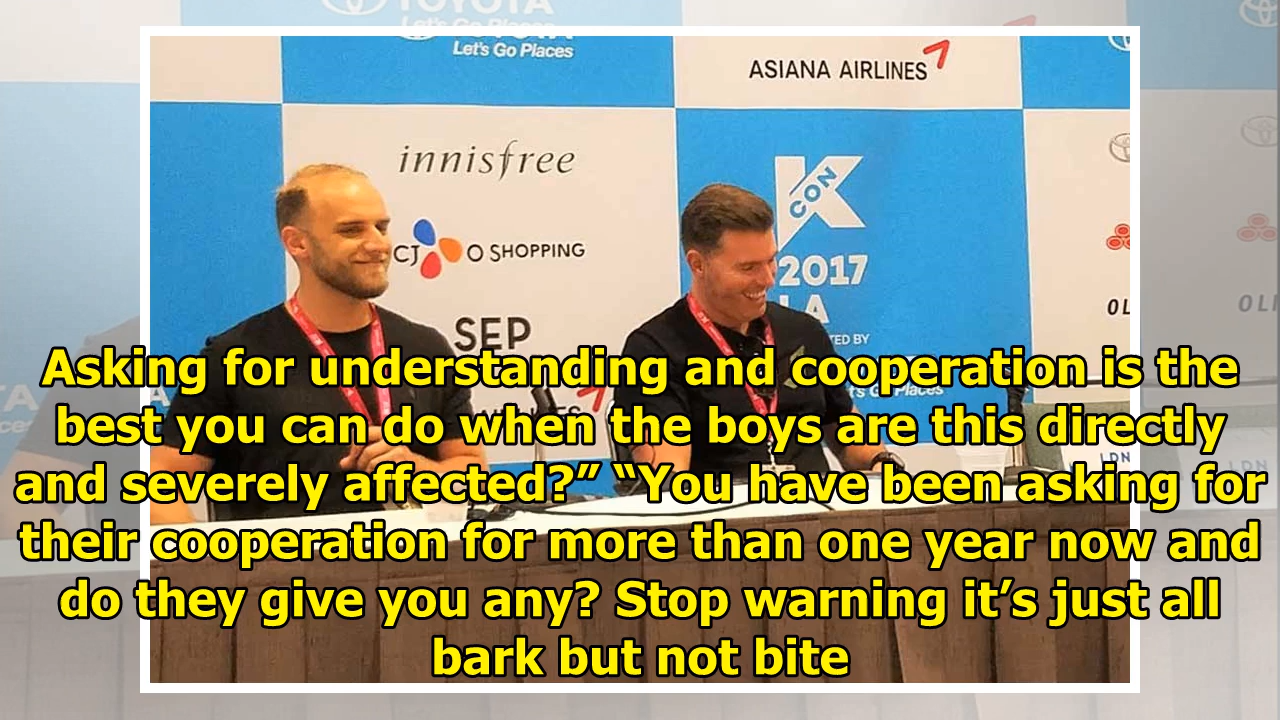 TOYOTA
Let's Go Places
ASIANA AIRLINES
innisfree
CJ O SHOPPING
KCON
2017
LA
SEP
OL
LDN
Asking for understanding and cooperation is the
best you can do when the boys are this directly
and severely affected?” “You have been asking for
their cooperation for more than one year now and
do they give you any? Stop warning it’s just all
bark but not bite